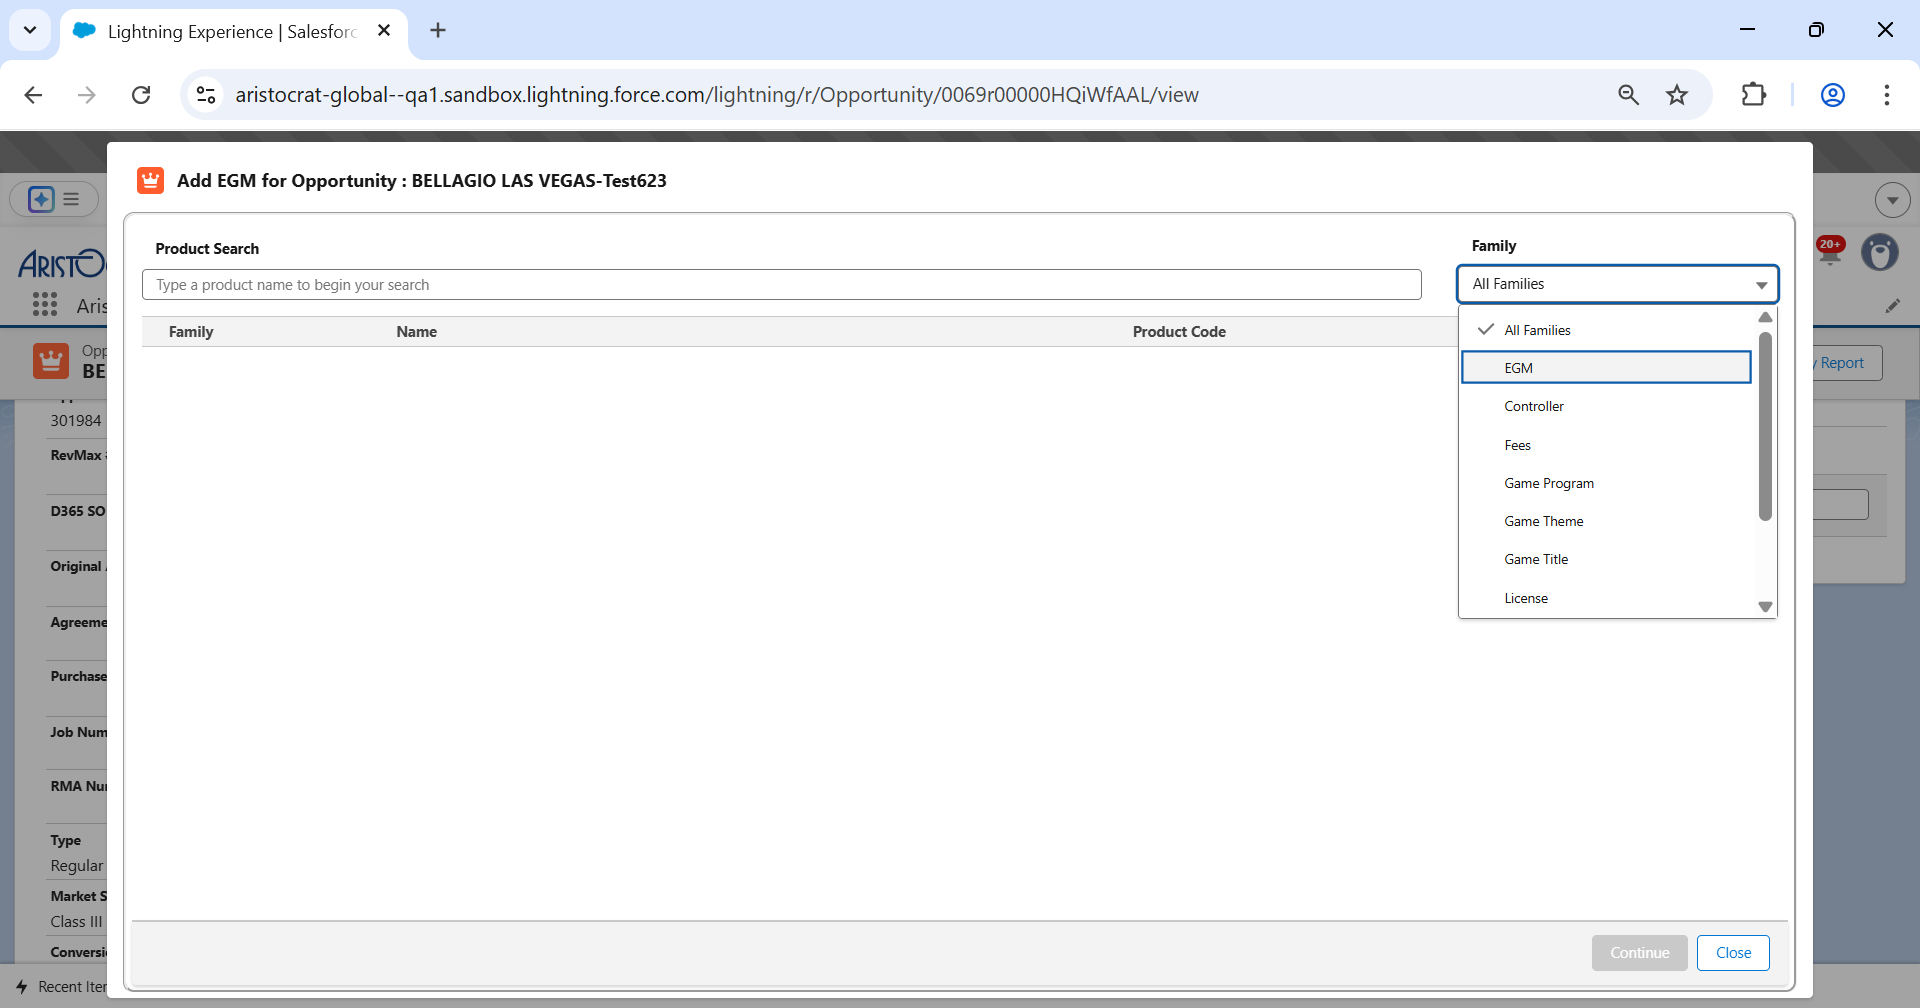 Lightning Experience | Salesforc
aristocrat-global--qa1.sandbox.lightning.force.com/lightning/r/Opportunity/0069r00000HQiWfAAL/view
Add EGM for Opportunity : BELLAGIO LAS VEGAS-Test623
Product Search
Family
Type a product name to begin your search
All Families
Family
Name
Product Code
All Families
EGM
Controller
Fees
Game Program
Game Theme
Game Title
License
Continue
Close
ARISTOC
20+
Aris
Opp
BE
y Report
301984
RevMax
D365 SO
Original
Agreeme
Purchase
Job Num
RMA Nu
Type
Regular
Market S
Class III
Conversi
Recent Iter